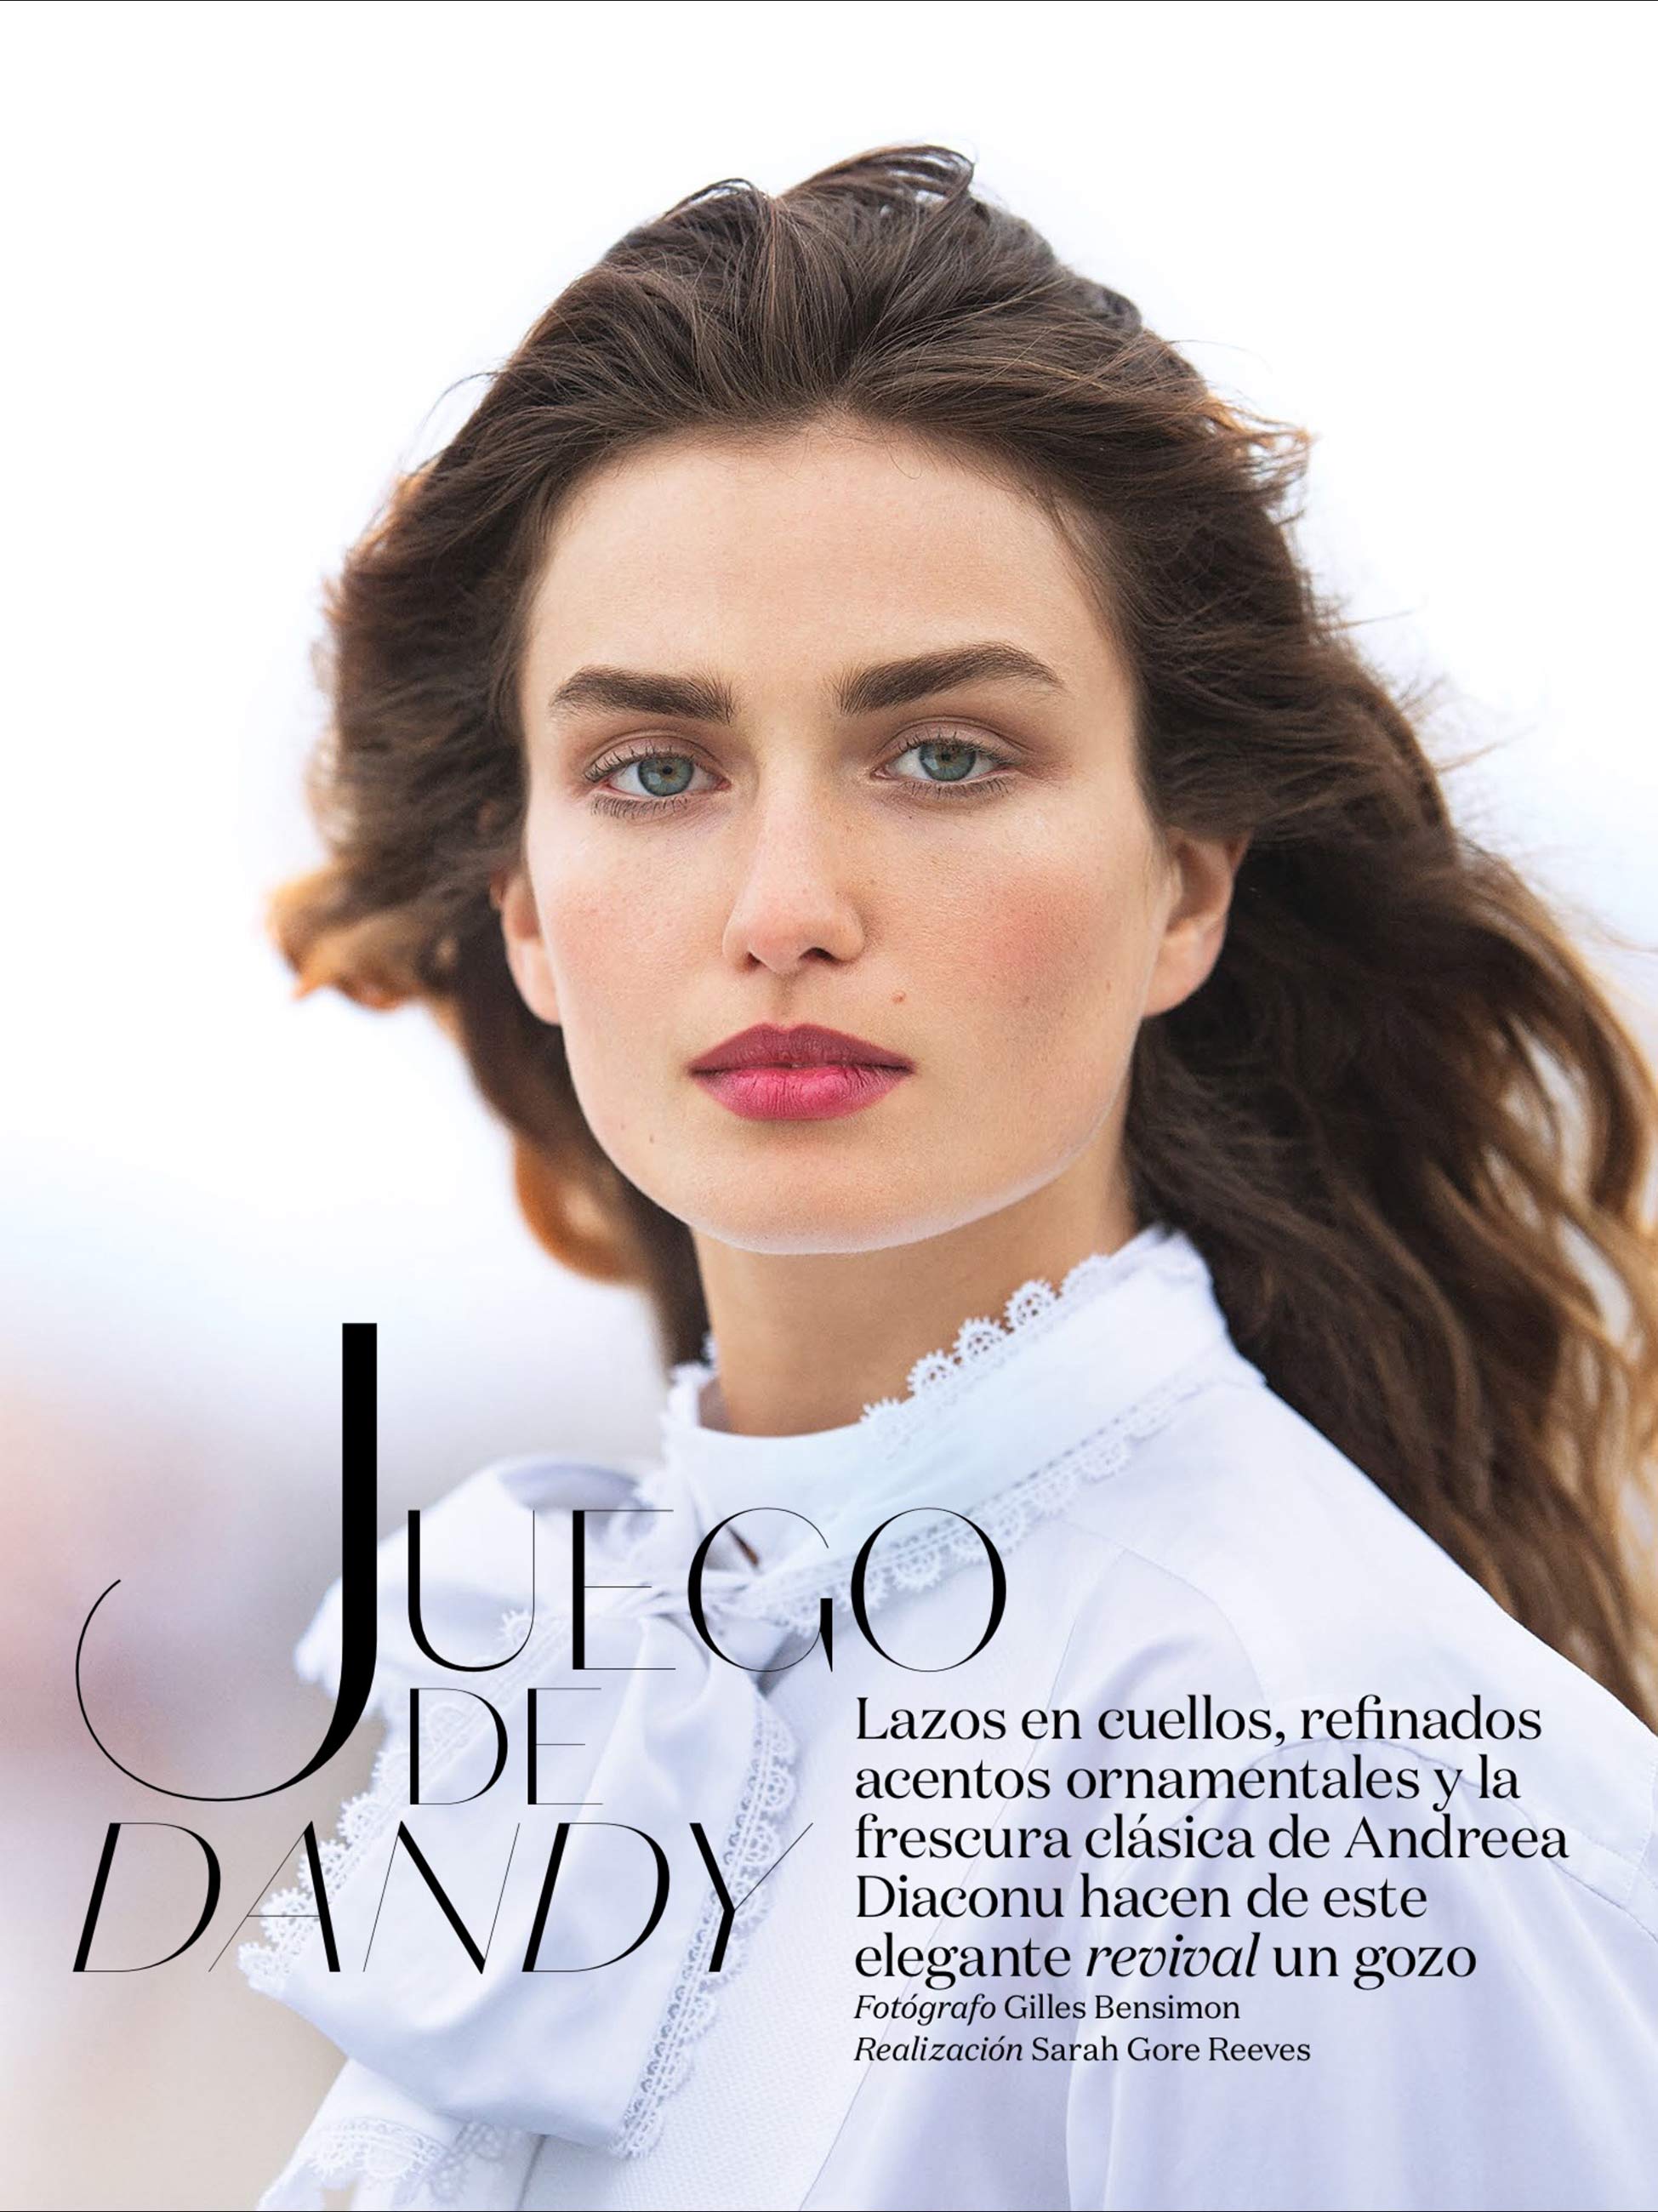 JUEGO
DE
DANDY
Lazos en cuellos, refinados
acentos ornamentales y la
frescura clásica de Andreea
Diaconu hacen de este
elegante revival un gozo
Fotógrafo Gilles Bensimon
Realización Sarah Gore Reeves